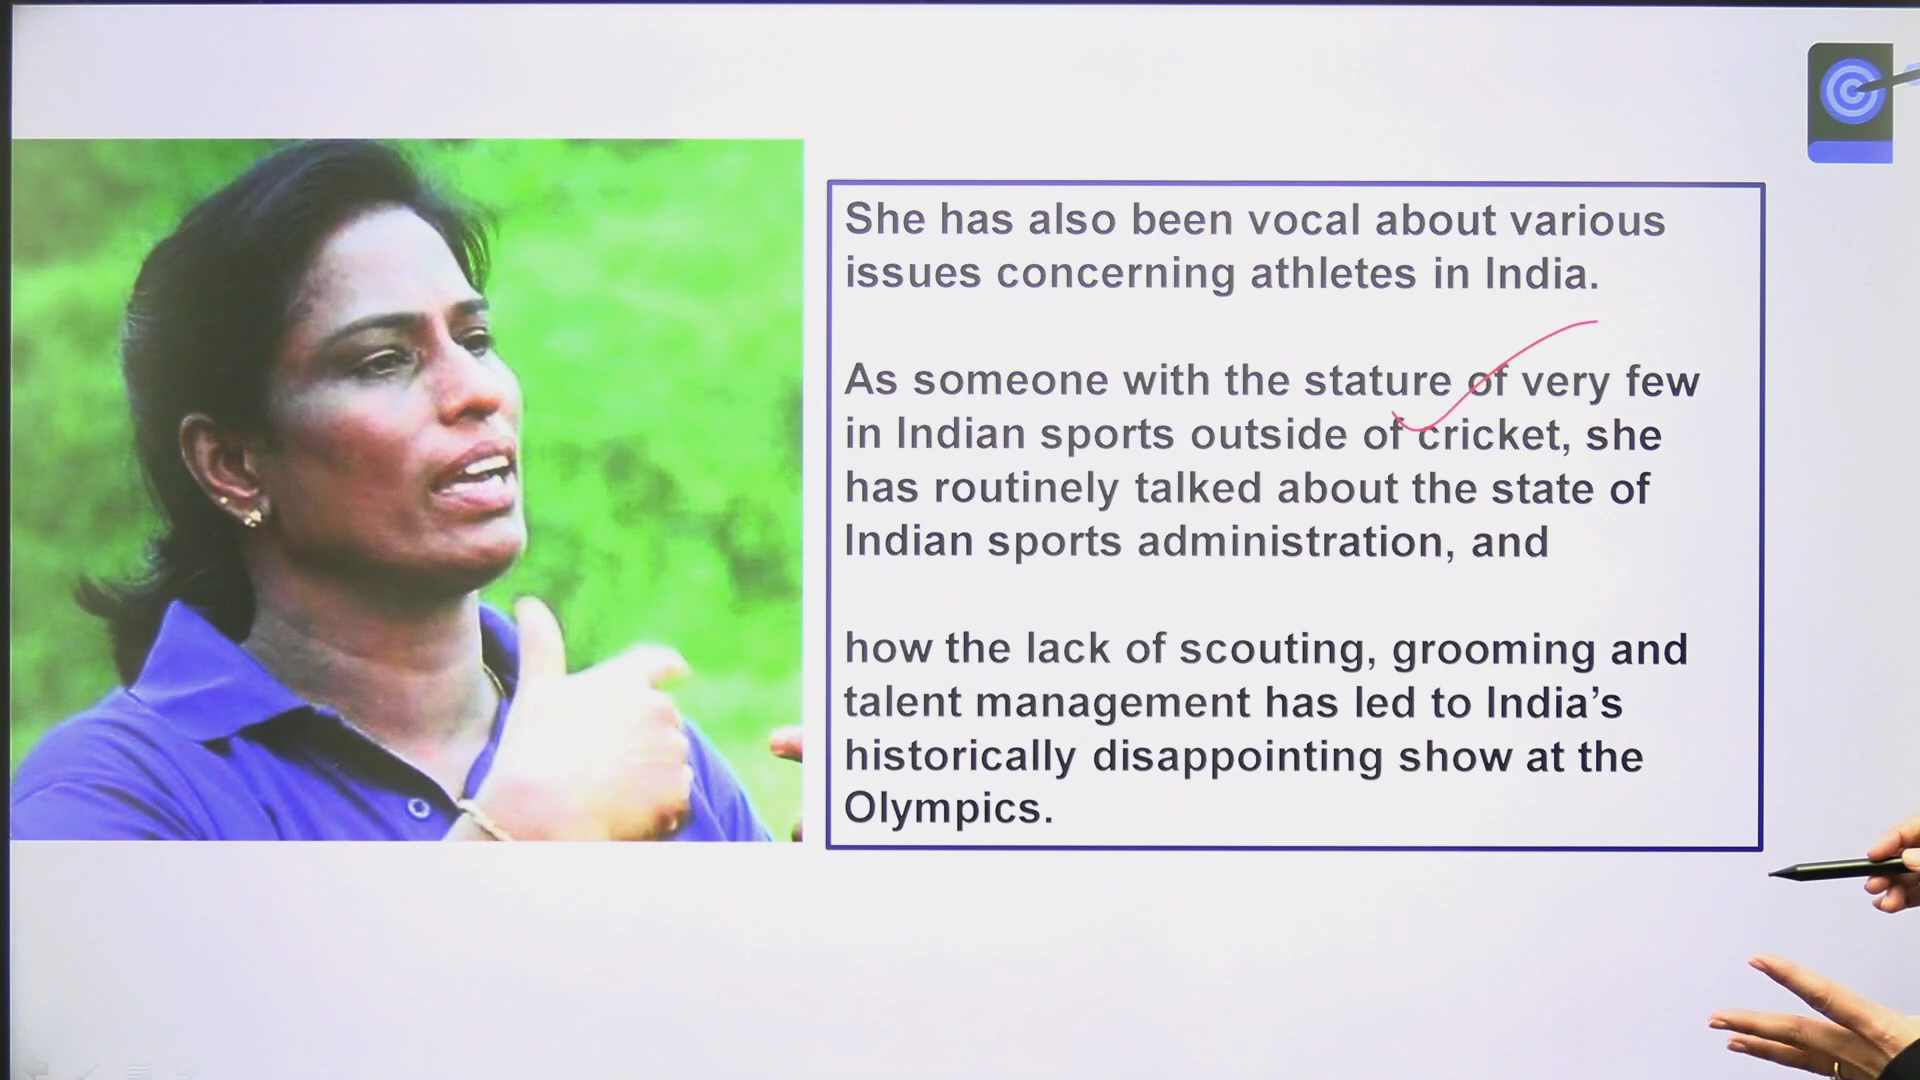 She has also been vocal about various
issues concerning athletes in India.
As someone with the stature of very few
in Indian sports outside of cricket, she
has routinely talked about the state of
Indian sports administration, and
how the lack of scouting, grooming and
talent management has led to India’s
historically disappointing show at the
Olympics.